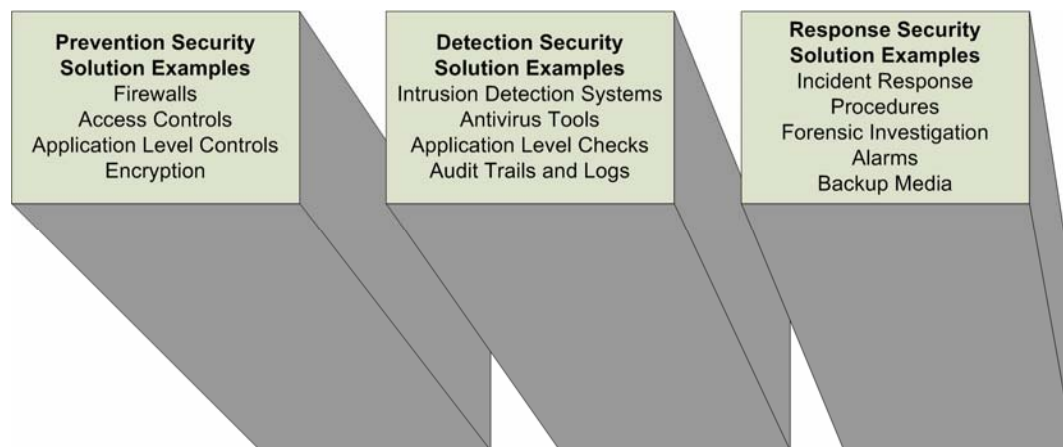 Prevention Security
Solution Examples
Firewalls
Access Controls
Application Level Controls
Encryption
Detection Security
Solution Examples
Intrusion Detection Systems
Antivirus Tools
Application Level Checks
Audit Trails and Logs
Response Security
Solution Examples
Incident Response
Procedures
Forensic Investigation
Alarms
Backup Media